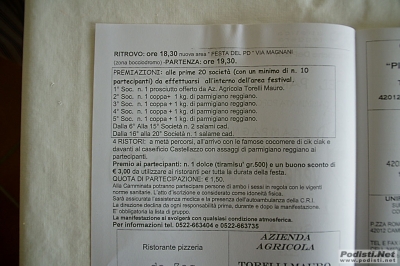 RITROVO: ore 18,30 nuova area " FESTA DEL PD " VIA MAGNANI
(zona bocciodromo) -PARTENZA: ore 19,30.
PREMIAZIONI: alle prime 20 società (con un minimo di n. 10
partecipanti) da effettuarsi all'interno dell'area festival.
1° Soc. n. 1 prosciutto offerto da Az. Agricola Torelli Mauro.
2° Soc. n. 1 coppa+ 1 kg. di parmigiano reggiano.
3° Soc. n. 1 coppa+ 1 kg. di parmigiano reggiano.
4° Soc. n. 1 coppa+ 1 kg. di parmigiano reggiano.
5° Soc. n. 1 coppa+ 1 kg. di parmigiano reggiano.
Dalla 6° Alla 15° Società n. 2 salami cad.
Dalla 16° alla 20° Società n. 1 salami cad.
4 RISTORI: a metà percorso, all'arrivo con le famose cocomere di cik ciok e
davanti al caseificio Castellazzo con assaggi di parmigiano reggiano ai
partecipanti.
Premio ai partecipanti: n. 1 dolce (tiramisu' gr.500) e un buono sconto di
€ 3,00 da utilizzare ai ristoranti per tutta la durata della festa.
QUOTA DI PARTECIPAZIONE € 1,50.
Alla Camminata potranno partecipare persone di ambo i sessi in regola con le vigenti
norme sanitarie. L'atto d'iscrizione è considerato come idoneità fisica.
Sarà assicurata l'assistenza medica e la presenza dell'autoambulanza della C.R.I.
La direzione declina da ogni responsabilità prima, durante e dopo la manifestazione.
E' obbligatoria la lista di gruppo.
La manifestazione si svolgerà con qualsiasi condizione atmosferica.
Per informazioni tel. 0522-663404 e 0522-663735
Ristorante pizzeria
AZIENDA
AGRICOLA
TORELLI MAURO
"P
42012
Podisti.Net
www.podisti.net